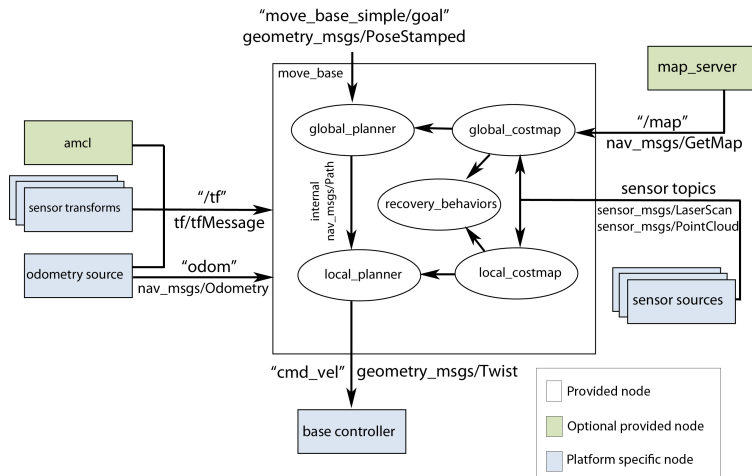 “move_base_simple/goal”
geometry_msgs/PoseStamped
move_base
map_server
global_planner
global_costmap
“/map”
nav_msgs/GetMap
amcl
sensor transforms
“/tf”
tf/tfMessage
internal
nav_msgs/Path
recovery_behaviors
sensor topics
sensor_msgs/LaserScan
sensor_msgs/PointCloud
odometry source
“odom”
nav_msgs/Odometry
local_planner
local_costmap
sensor sources
“cmd_vel”
geometry_msgs/Twist
base controller
Provided node
Optional provided node
Platform specific node